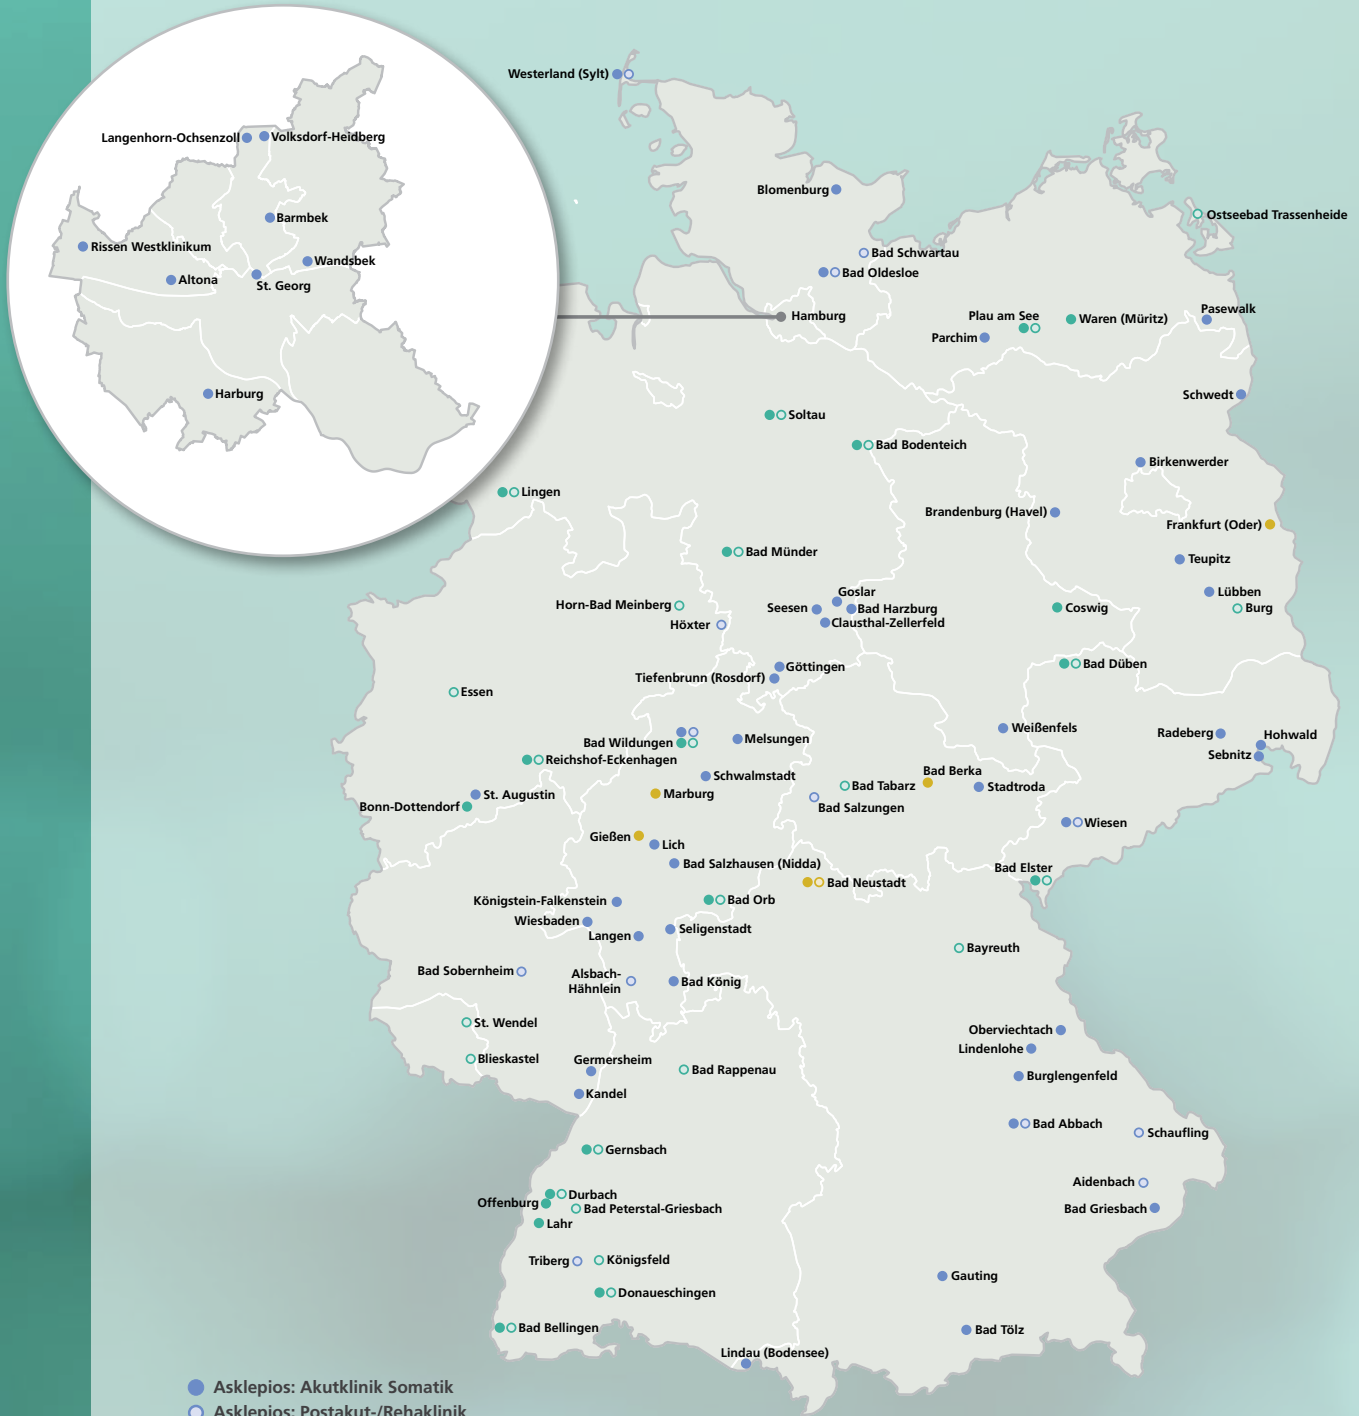 Westerland (Sylt)
Langenhorn-Ochsenzoll
Volksdorf-Heidberg
Barmbek
Rissen Westklinikum
Wandsbek
Altona
St. Georg
Harburg
Blomenburg
Ostseebad Trassenheide
Bad Schwartau
Bad Oldesloe
Hamburg
Plau am See
Waren (Müritz)
Pasewalk
Parchim
Schwedt
Soltau
Bad Bodenteich
Birkenwerder
Lingen
Brandenburg (Havel)
Frankfurt (Oder)
Bad Münder
Teupitz
Goslar
Lübben
Horn-Bad Meinberg
Seesen
Bad Harzburg
Coswig
Burg
Höxter
Clausthal-Zellerfeld
Göttingen
Bad Düben
Tiefenbrunn (Rosdorf)
Essen
Weißenfels
Radeberg
Hohwald
Bad Wildungen
Melsungen
Sebnitz
Reichshof-Eckenhagen
Schwalmstadt
Bad Berka
Bad Tabarz
Stadtroda
St. Augustin
Marburg
Bad Salzungen
Bonn-Dottendorf
Wiesen
Gießen
Lich
Bad Salzhausen (Nidda)
Bad Elster
Bad Neustadt
Königstein-Falkenstein
Bad Orb
Wiesbaden
Langen
Seligenstadt
Bayreuth
Bad Sobernheim
Alsbach-
Hähnlein
Bad König
St. Wendel
Oberviechtach
Lindenlohe
Blieskastel
Germersheim
Bad Rappenau
Burglengenfeld
Kandel
Bad Abbach
Schaufling
Gernsbach
Aidenbach
Durbach
Offenburg
Bad Peterstal-Griesbach
Bad Griesbach
Lahr
Triberg
Königsfeld
Gauting
Donaueschingen
Bad Bellingen
Bad Tölz
Lindau (Bodensee)
Asklepios: Akutklinik Somatik
Asklepios: Postakut-/Rehaklinik